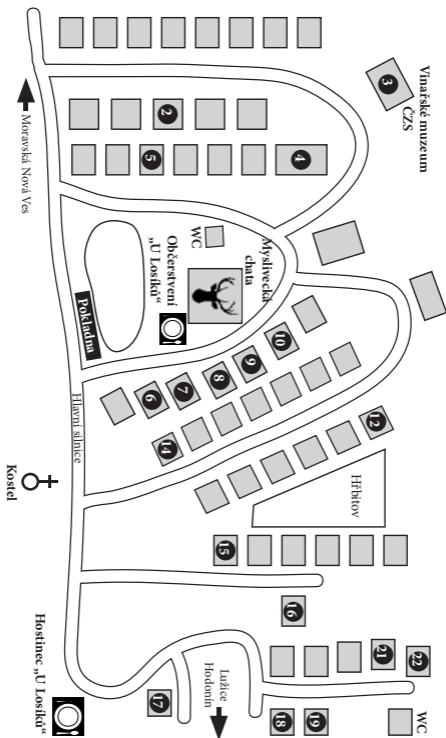 Vinařské muzeum
ČZS
3
2
5
4
Moravská Nová Ves
WC
Myslivecká
chata
Občerstvení
„U Losíků“
Pokladna
10
9
8
7
6
14
12
Hlavní silnice
Kostel
Hřbitov
15
16
17
Lužice
Hodonín
Hostinec „U Losíků“
21
22
18
19
WC